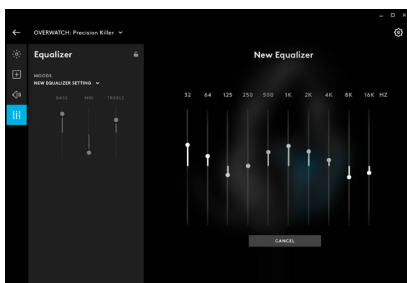 OVERWATCH: Precision Killer
Equalizer
New Equalizer
MOODS:
NEW EQUALIZER SETTING
BASS MID TREBLE
32 64 125 250 500 1K 2K 4K 8K 16K HZ
CANCEL